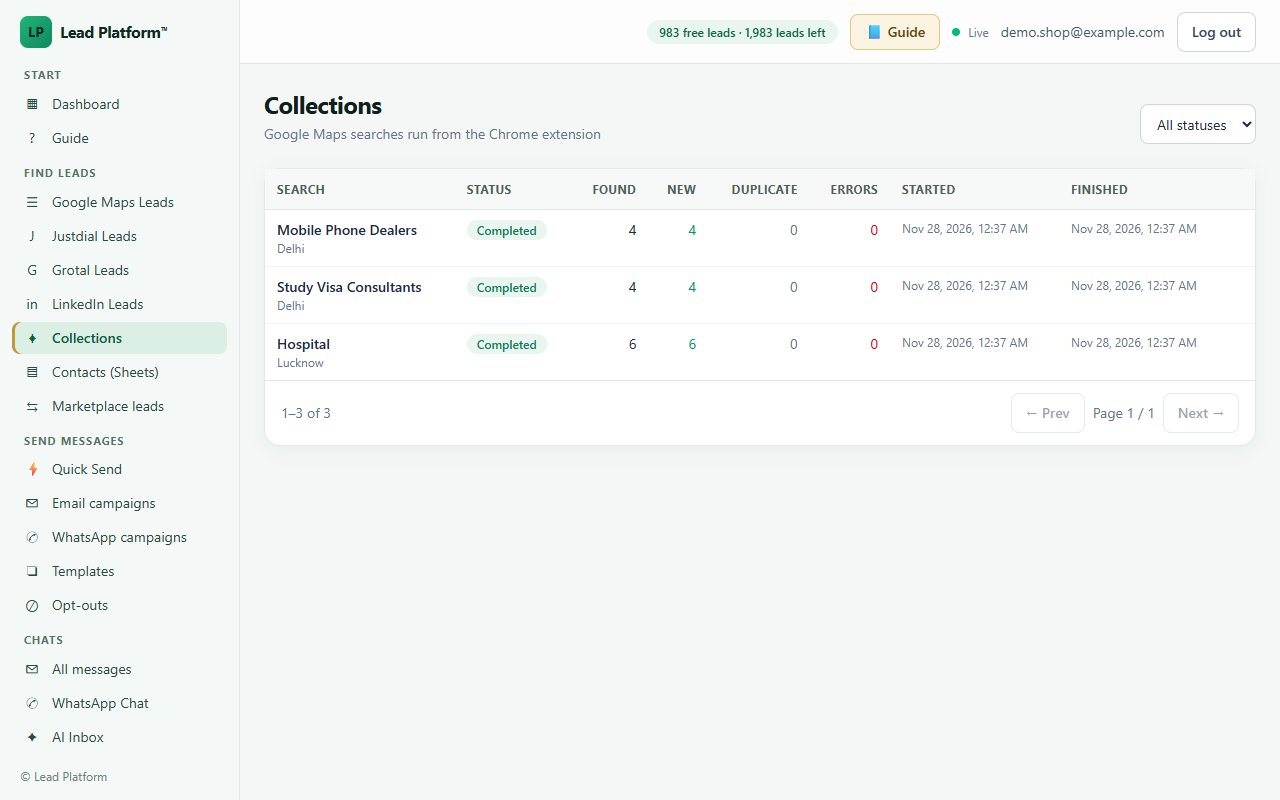 LP Lead Platform™
983 free leads · 1,983 leads left
📘 Guide
Live
demo.shop@example.com
Log out
START
Dashboard
? Guide
FIND LEADS
Google Maps Leads
J Justdial Leads
G Grotal Leads
in LinkedIn Leads
Collections
Contacts (Sheets)
Marketplace leads
SEND MESSAGES
Quick Send
Email campaigns
WhatsApp campaigns
Templates
Opt-outs
CHATS
All messages
WhatsApp Chat
AI Inbox
© Lead Platform
Collections
Google Maps searches run from the Chrome extension
All statuses
SEARCH STATUS FOUND NEW DUPLICATE ERRORS STARTED FINISHED
Mobile Phone Dealers Completed 4 4 0 0 Nov 28, 2026, 12:37 AM Nov 28, 2026, 12:37 AM
Delhi
Study Visa Consultants Completed 4 4 0 0 Nov 28, 2026, 12:37 AM Nov 28, 2026, 12:37 AM
Delhi
Hospital Completed 6 6 0 0 Nov 28, 2026, 12:37 AM Nov 28, 2026, 12:37 AM
Lucknow
1–3 of 3
← Prev Page 1 / 1 Next →